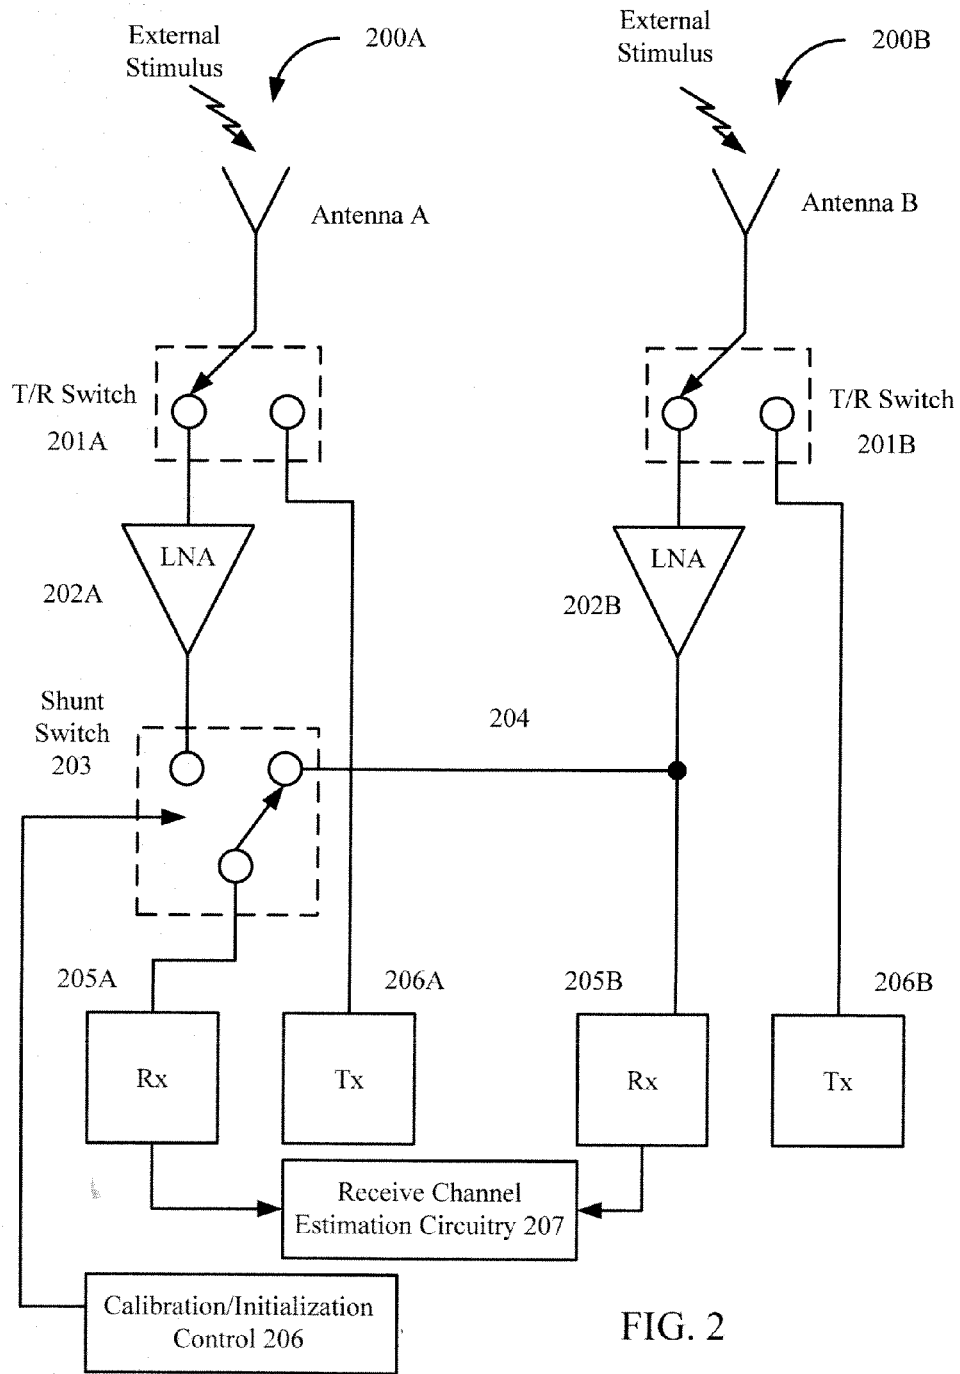 External
Stimulus
200A
External
Stimulus
200B
Antenna A
Antenna B
T/R Switch
201A
T/R Switch
201B
LNA
202A
LNA
202B
Shunt
Switch
203
204
205A
206A
205B
206B
Rx
Tx
Rx
Tx
Receive Channel
Estimation Circuitry 207
Calibration/Initialization
Control 206
FIG. 2